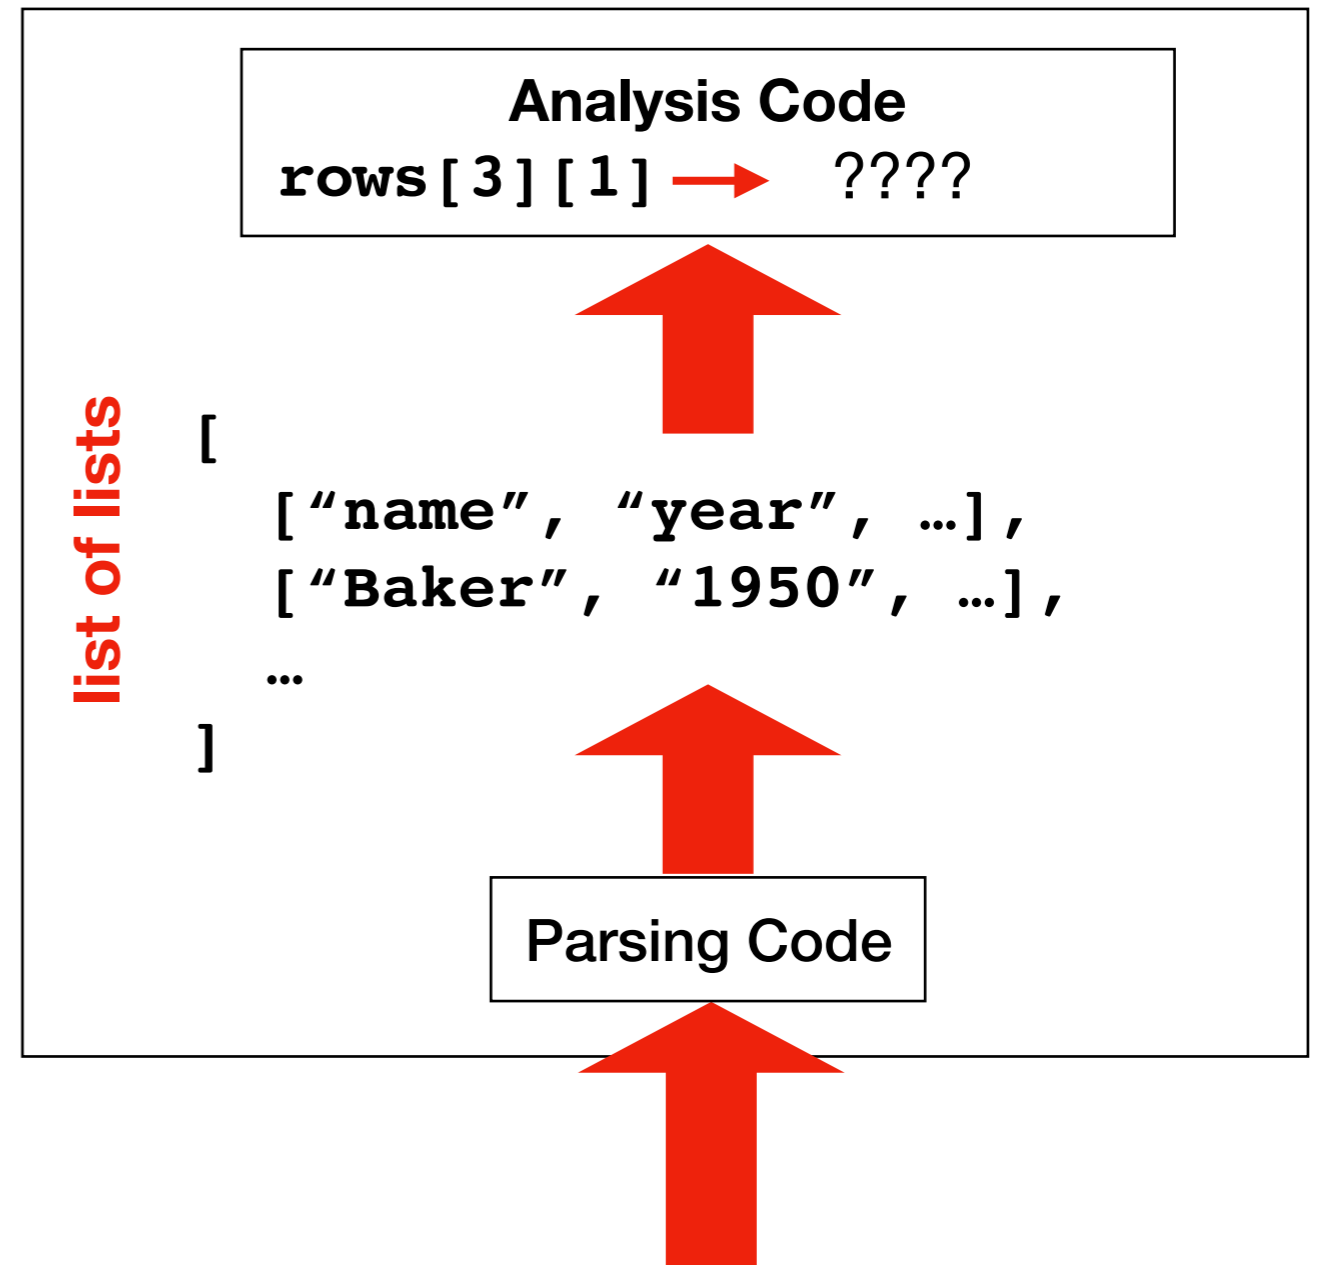 Analysis Code
rows[3][1] → ????
list of lists
[
[“name”, “year”, …],
[“Baker”, “1950”, …],
…
]
Parsing Code